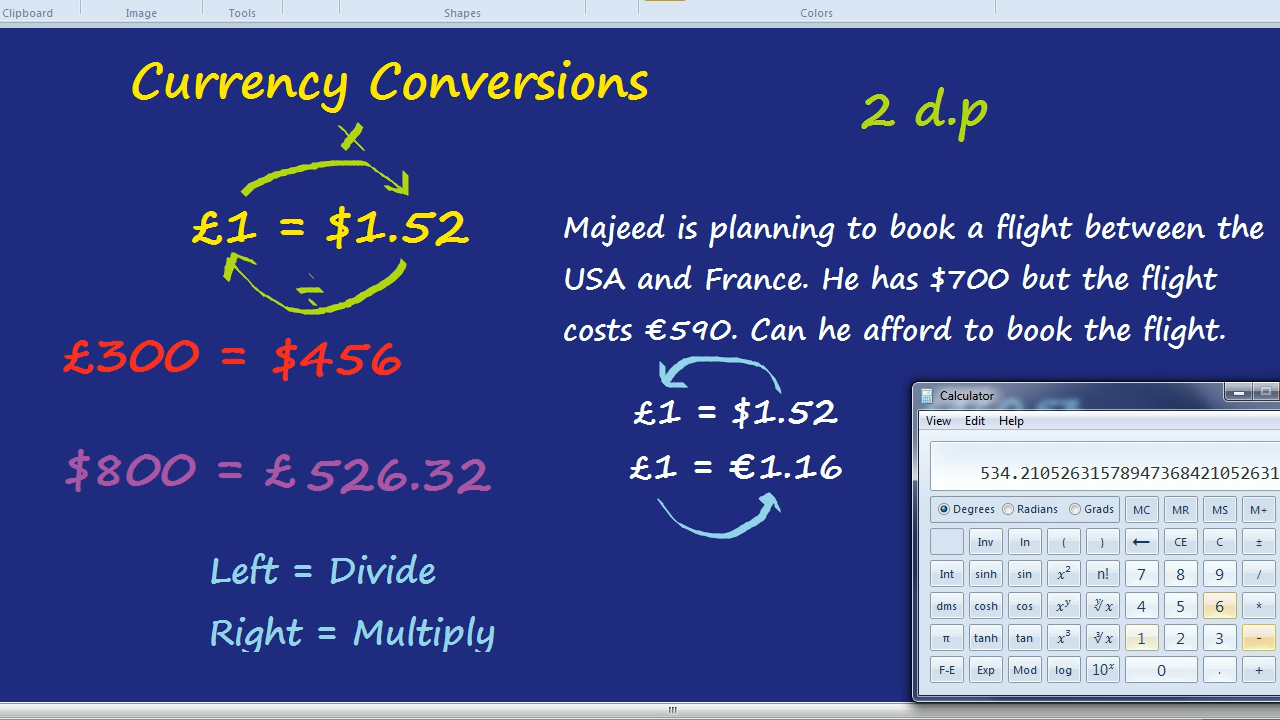 Clipboard
Image
Tools
Shapes
Colors
Currency Conversions
2 d.p
x
£1 = $1.52
÷
£300 = $456
$800 = £ 526.32
Left = Divide
Right = Multiply
Majeed is planning to book a flight between the
USA and France. He has $700 but the flight
costs €590. Can he afford to book the flight.
£1 = $1.52
£1 = €1.16
Calculator
View Edit Help
534.21052631578947368421052631
Degrees Radians Grads MC MR MS M+
Inv ln ( ) ← CE C ±
Int sinh sin x² n! 7 8 9 /
dms cosh cos xʸ ʸ√x 4 5 6 *
π tanh tan x³ ³√x 1 2 3 -
F-E Exp Mod log 10ˣ 0 . +